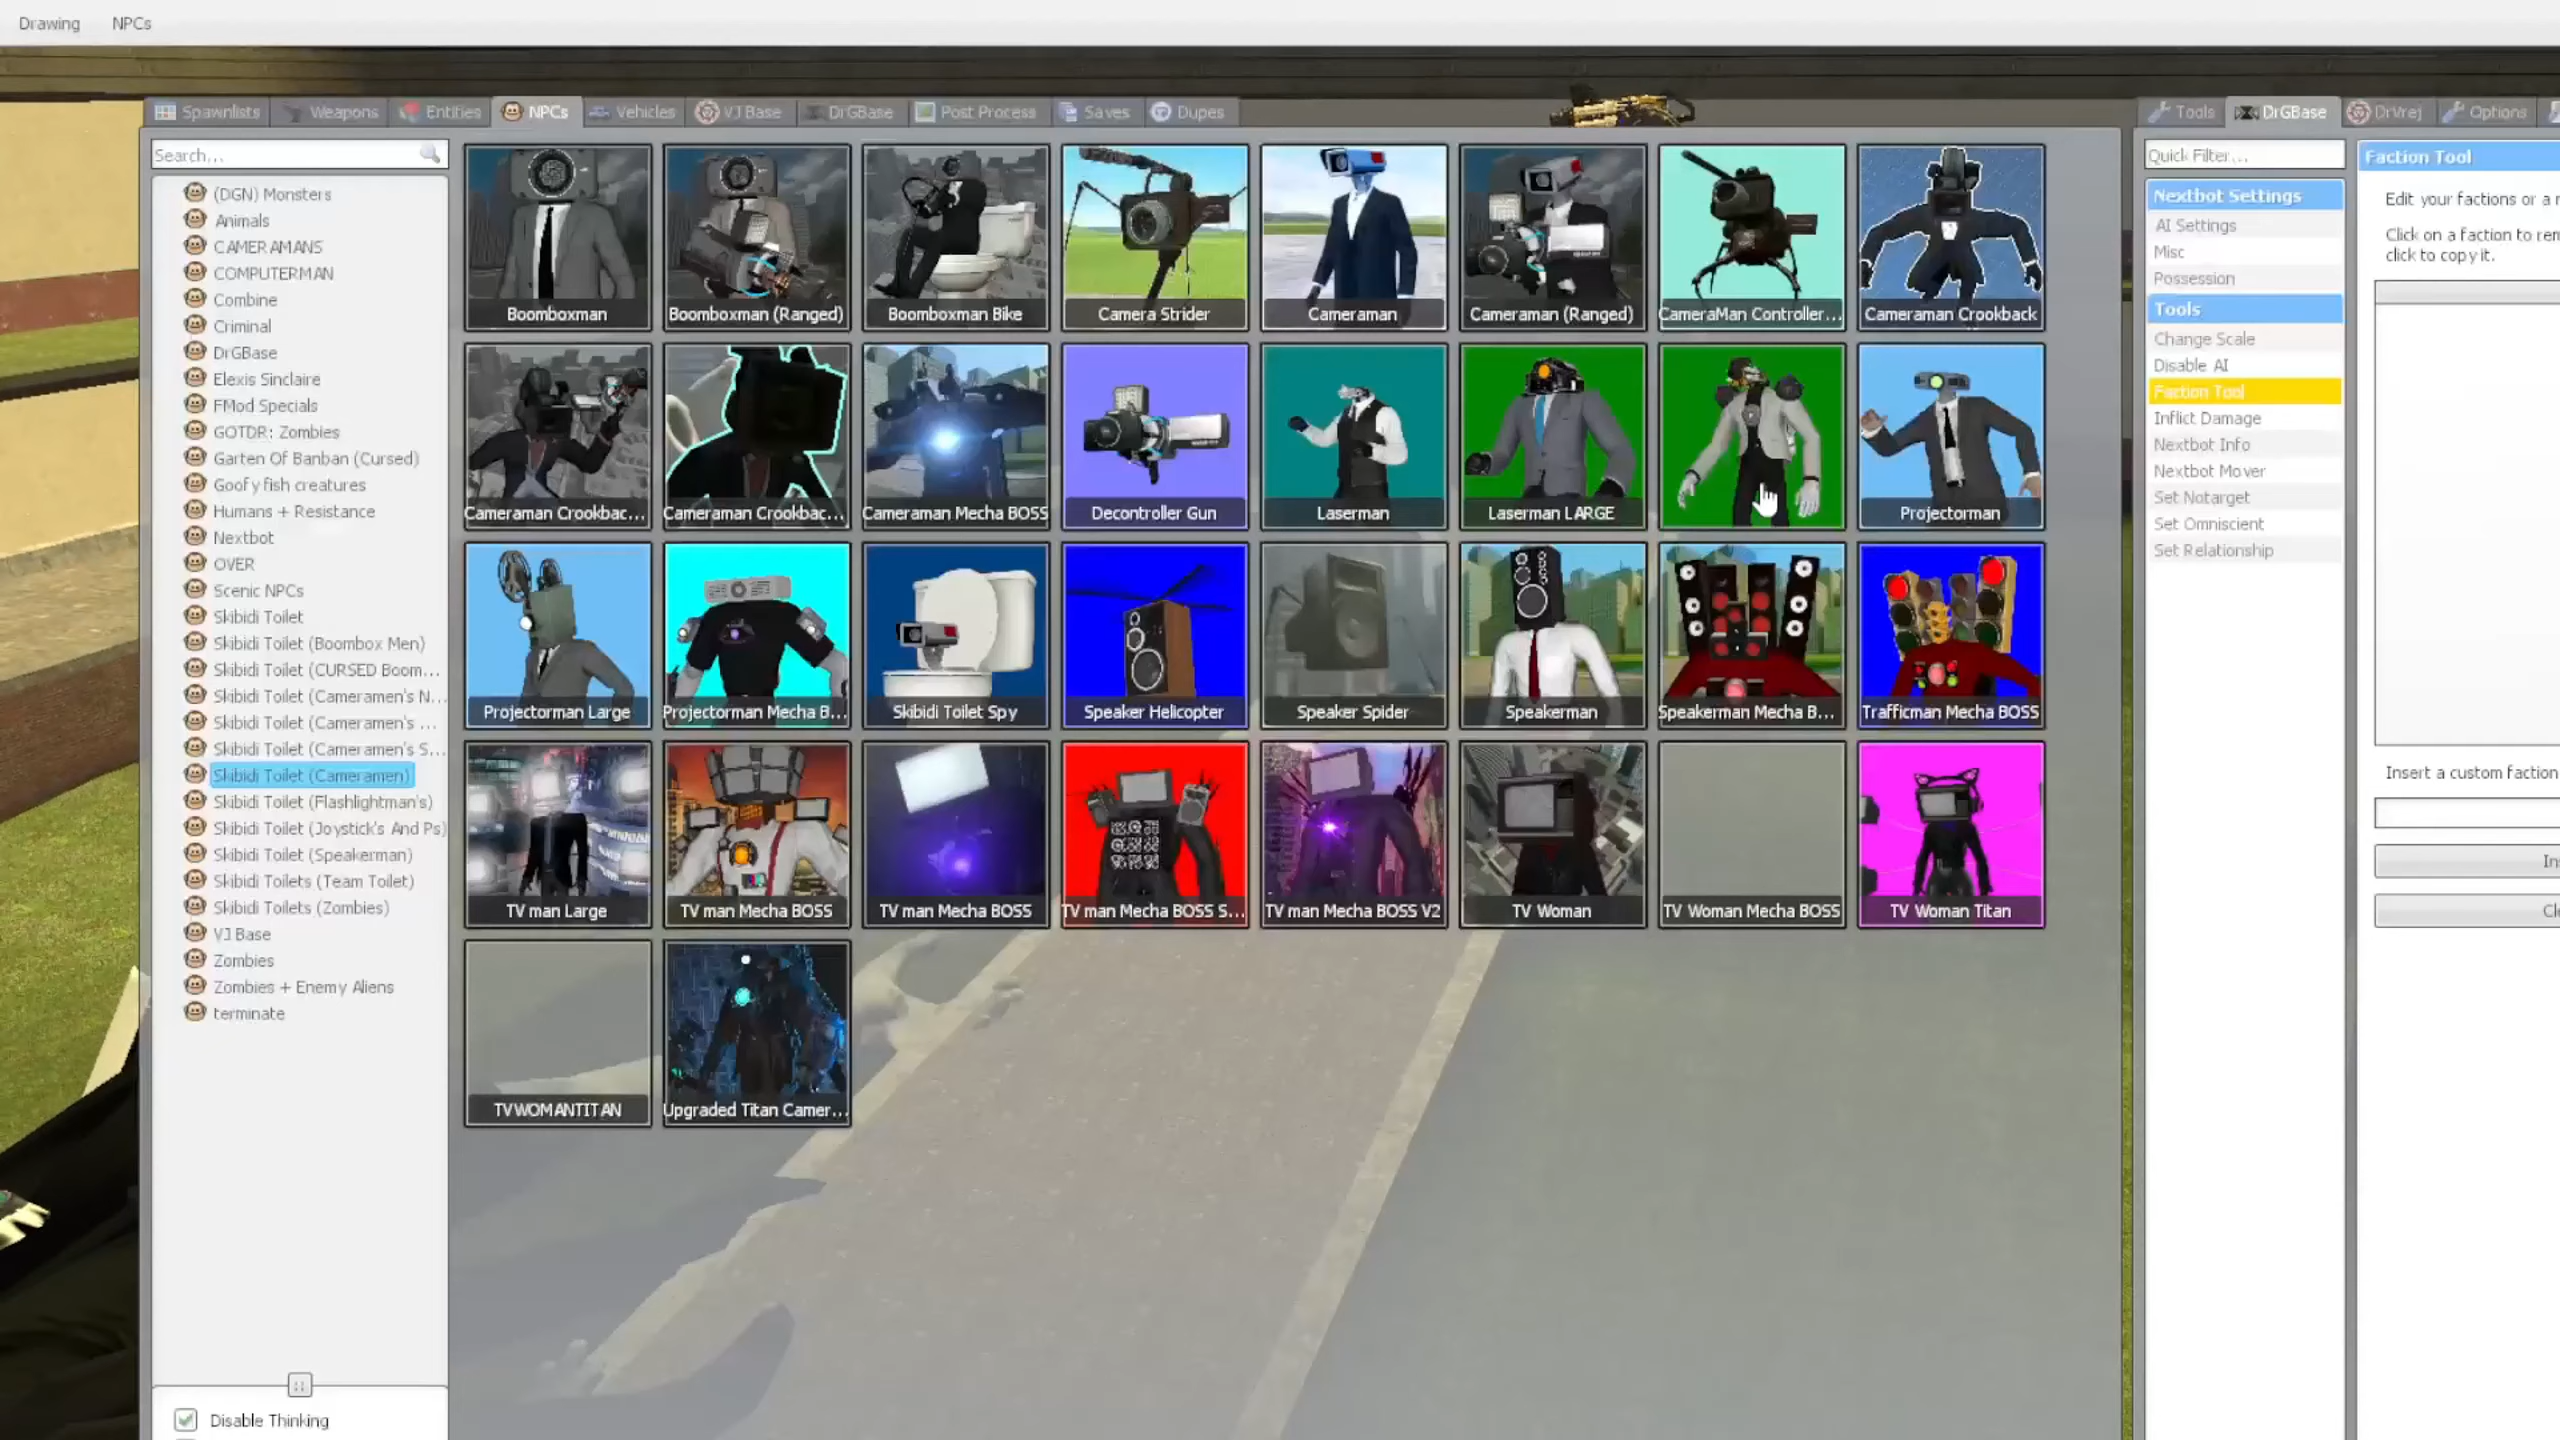 Drawing NPCs
Spawnlists Weapons Entities NPCs Vehicles VJ Base DrGBase Post Process Saves Dupes
Tools DrGBase DrVrej Options
Search...
(DGN) Monsters
Animals
CAMERAMANS
COMPUTERMAN
Combine
Criminal
DrGBase
Elexis Sinclaire
FMod Specials
GOTDR: Zombies
Garten Of Banban (Cursed)
Goofy fish creatures
Humans + Resistance
Nextbot
OVER
Scenic NPCs
Skibidi Toilet
Skibidi Toilet (Boombox Men)
Skibidi Toilet (CURSED Boom...
Skibidi Toilet (Cameramen's N...
Skibidi Toilet (Cameramen's ...
Skibidi Toilet (Cameramen's S...
Skibidi Toilet (Cameramen)
Skibidi Toilet (Flashlightman's)
Skibidi Toilet (Joystick's And Ps)
Skibidi Toilet (Speakerman)
Skibidi Toilets (Team Toilet)
Skibidi Toilets (Zombies)
VJ Base
Zombies
Zombies + Enemy Aliens
terminate
Disable Thinking
Boomboxman
Boomboxman (Ranged)
Boomboxman Bike
Camera Strider
Cameraman
Cameraman (Ranged)
CameraMan Controller...
Cameraman Crookback
Cameraman Crookbac...
Cameraman Crookbac...
Cameraman Mecha BOSS
Decontroller Gun
Laserman
Laserman LARGE
Projectorman
Projectorman Large
Projectorman Mecha B...
Skibidi Toilet Spy
Speaker Helicopter
Speaker Spider
Speakerman
Speakerman Mecha B...
Trafficman Mecha BOSS
TV man Large
TV man Mecha BOSS
TV man Mecha BOSS
TV man Mecha BOSS S...
TV man Mecha BOSS V2
TV Woman
TV Woman Mecha BOSS
TV Woman Titan
TVWOMANTITAN
Upgraded Titan Camer...
Quick Filter...
Nextbot Settings
AI Settings
Misc
Possession
Tools
Change Scale
Disable AI
Faction Tool
Inflict Damage
Nextbot Info
Nextbot Mover
Set Notarget
Set Omniscient
Set Relationship
Faction Tool
Edit your factions or a n
Click on a faction to rem
click to copy it.
Insert a custom faction
Ins
Cle